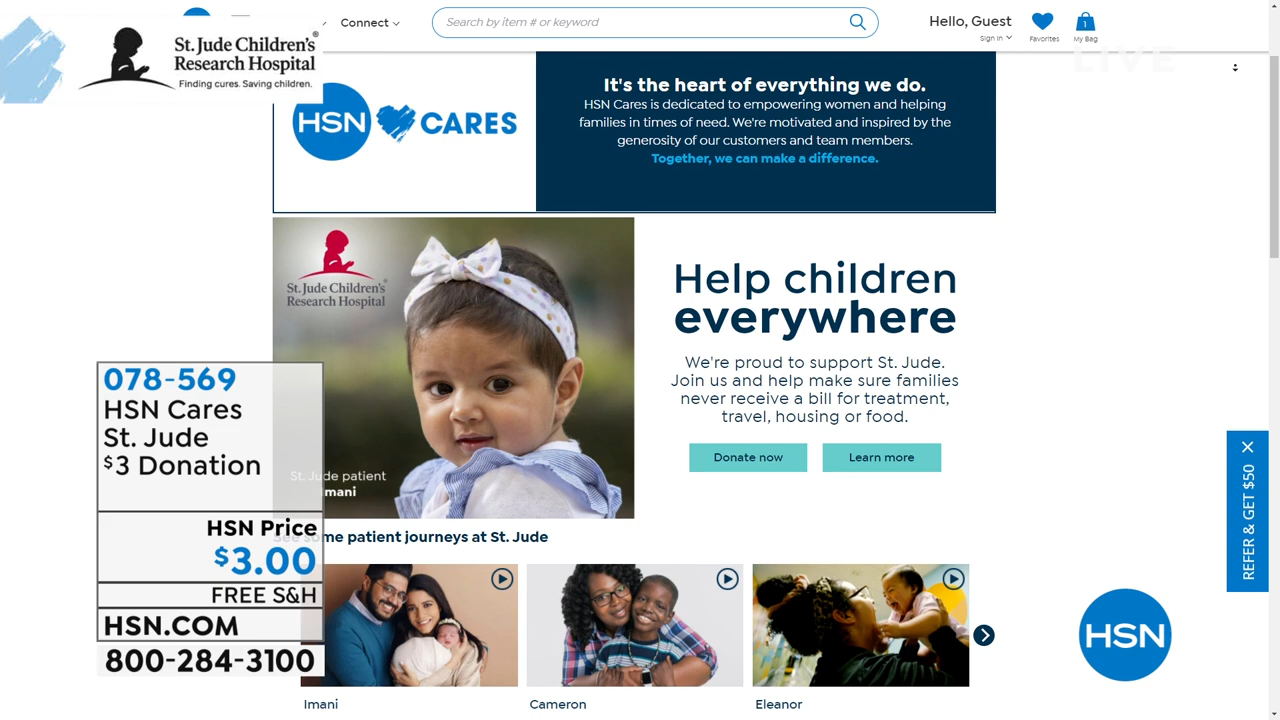 Connect
Search by item # or keyword
Hello, Guest
Sign In
Favorites
1
My Bag
LIVE
St. Jude Children's
Research Hospital
Finding cures. Saving children.
HSN CARES
It's the heart of everything we do.
HSN Cares is dedicated to empowering women and helping
families in times of need. We're motivated and inspired by the
generosity of our customers and team members.
Together, we can make a difference.
St. Jude Children's
Research Hospital
Help children
everywhere
We're proud to support St. Jude.
Join us and help make sure families
never receive a bill for treatment,
travel, housing or food.
Donate now
Learn more
St. Jude patient
Imani
078-569
HSN Cares
St. Jude
$3 Donation
HSN Price
$3.00
FREE S&H
HSN.COM
800-284-3100
See some patient journeys at St. Jude
Imani
Cameron
Eleanor
REFER & GET $50
HSN